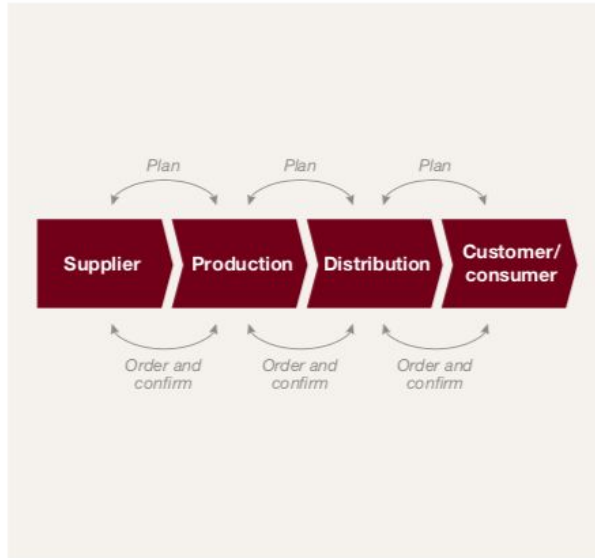 Plan
Plan
Plan
Supplier
Production
Distribution
Customer/
consumer
Order and
confirm
Order and
confirm
Order and
confirm